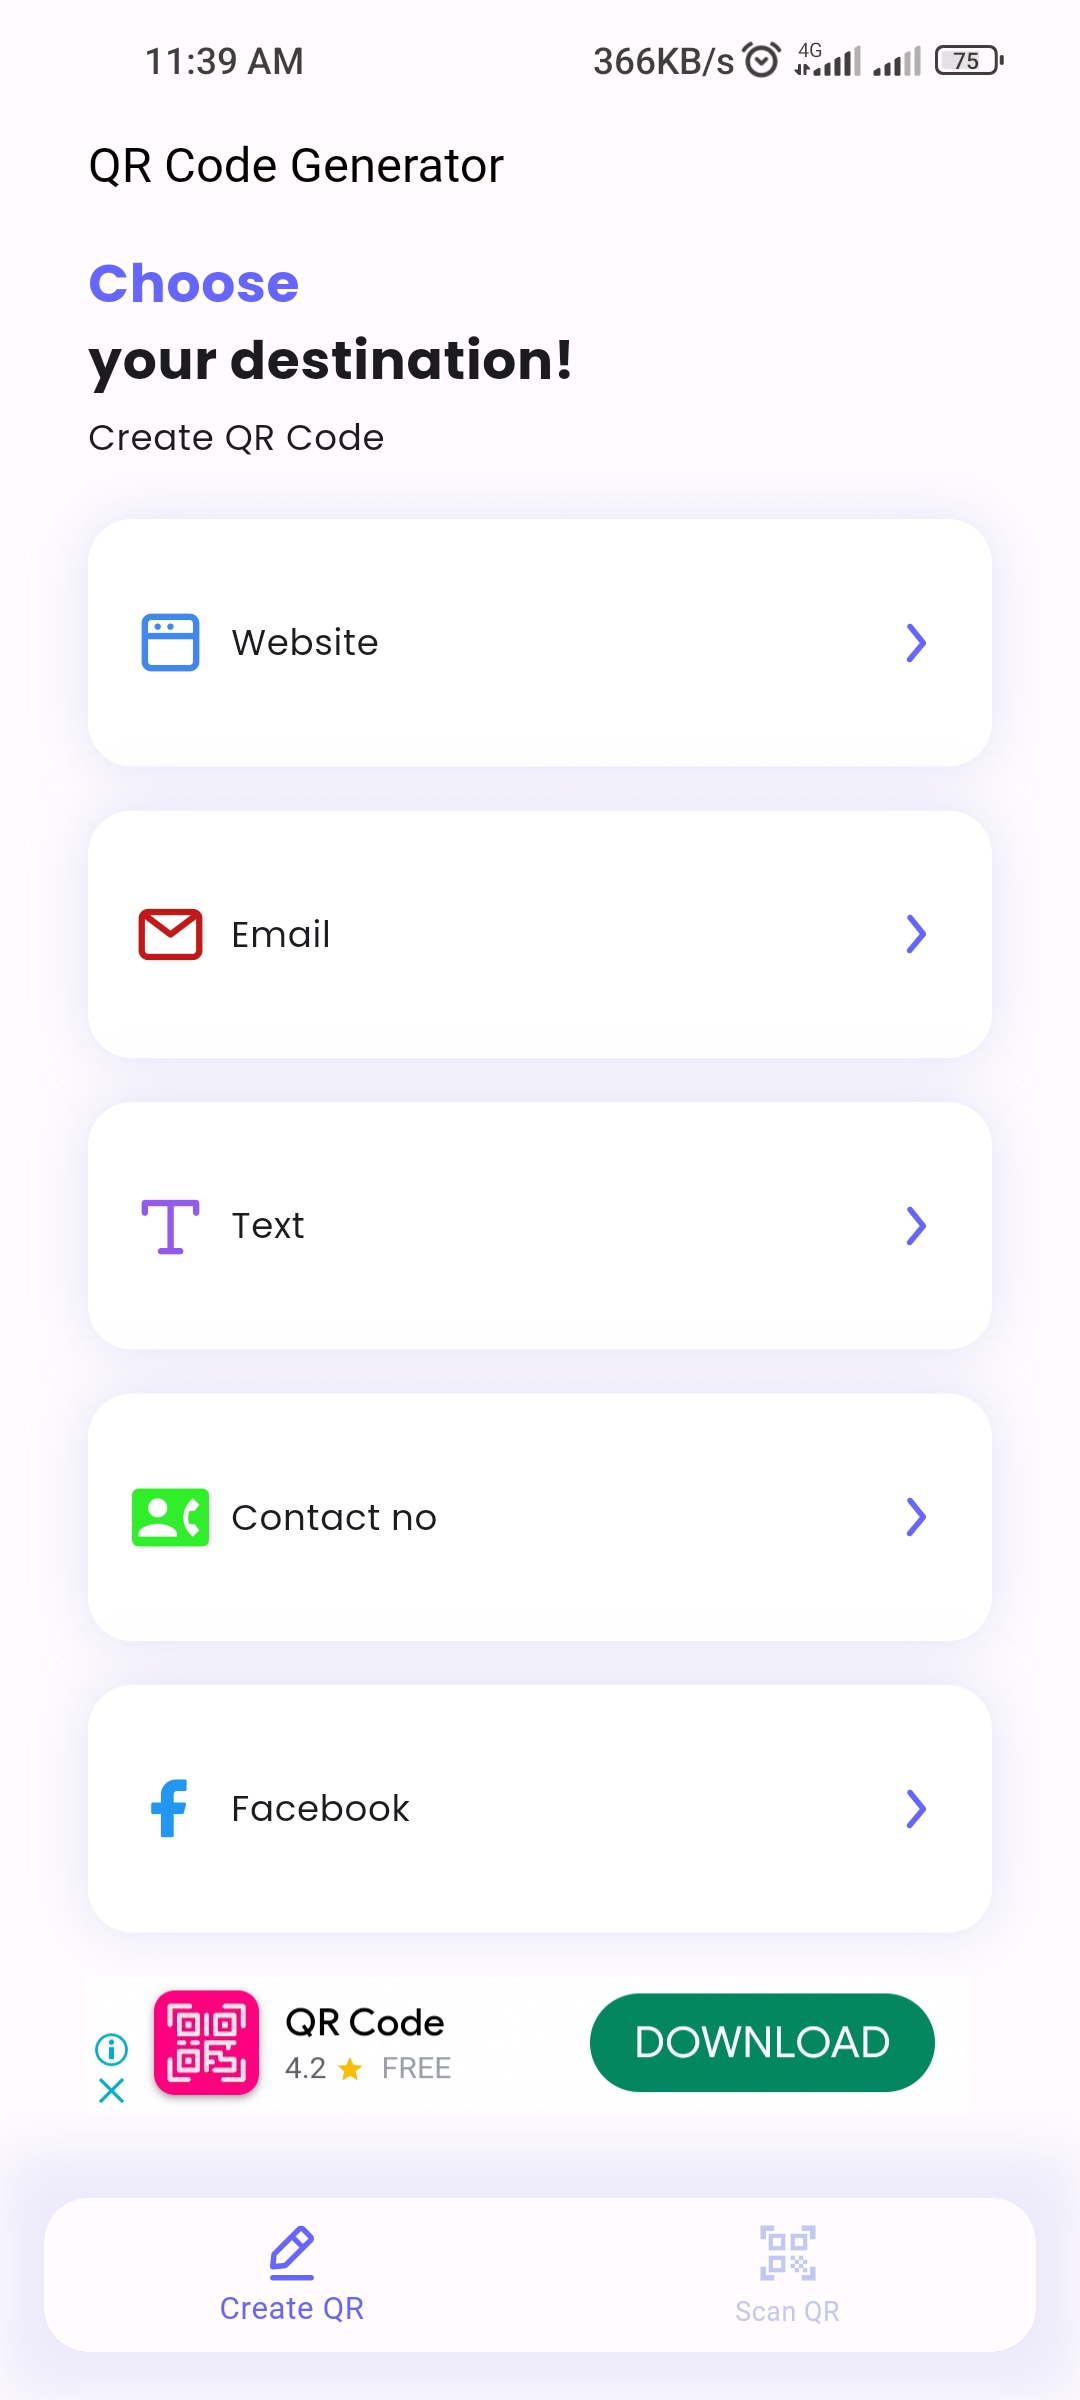 11:39 AM 366KB/s 4G 75
QR Code Generator
Choose
your destination!
Create QR Code
Website
Email
Text
Contact no
Facebook
QR Code
4.2 FREE
DOWNLOAD
Create QR
Scan QR